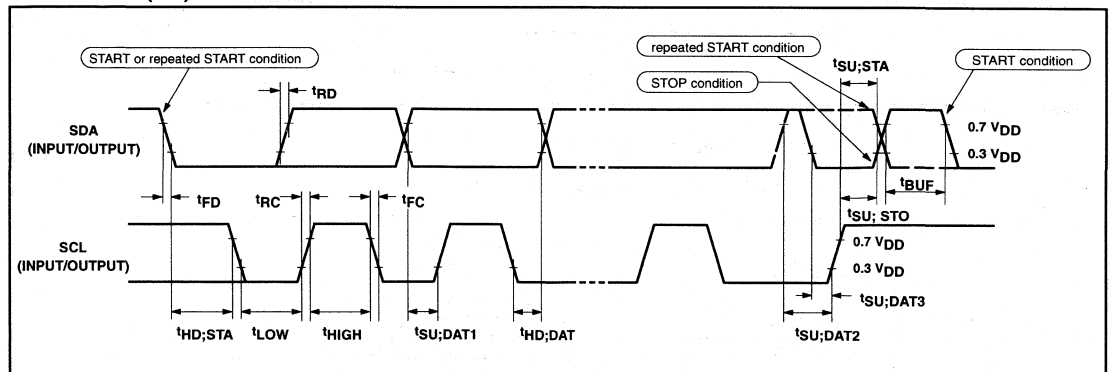 START or repeated START condition
repeated START condition
tSU;STA
START condition
STOP condition
tRD
SDA
(INPUT/OUTPUT)
0.7 VDD
0.3 VDD
tFD
tRC
tFC
tBUF
tSU; STO
SCL
(INPUT/OUTPUT)
0.7 VDD
0.3 VDD
tSU;DAT3
tHD;STA
tLOW
tHIGH
tSU;DAT1
tHD;DAT
tSU;DAT2